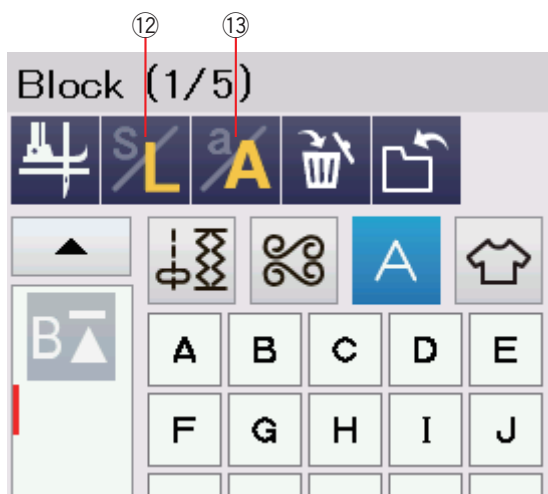 ⑫ ⑬
Block (1/5)
S/L a/A
A
B A B C D E
F G H I J